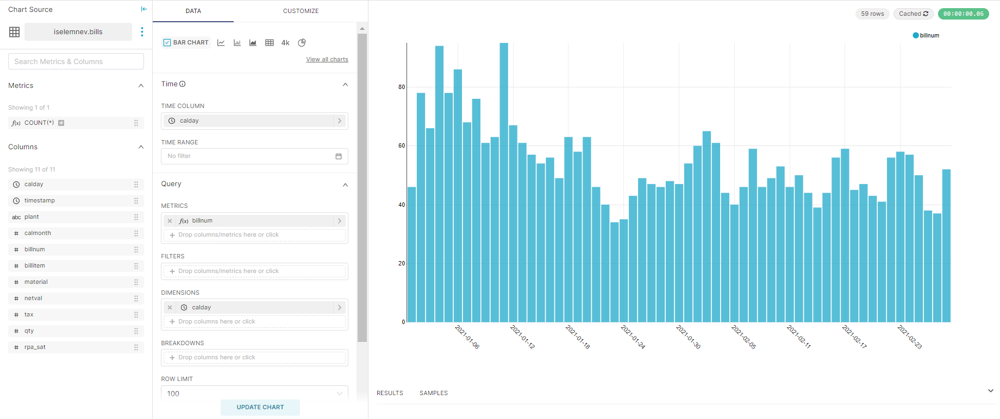 Chart Source
iselemnev.bills
Search Metrics & Columns
Metrics
Showing 1 of 1
f(x) COUNT(*)
Columns
Showing 11 of 11
calday
timestamp
abc plant
# calmonth
# billnum
# billitem
# material
# netval
# tax
# qty
# rpa_sat
DATA CUSTOMIZE
BAR CHART 4k
View all charts
Time
TIME COLUMN
calday
TIME RANGE
No filter
Query
METRICS
f(x) billnum
+ Drop columns/metrics here or click
FILTERS
+ Drop columns/metrics here or click
DIMENSIONS
calday
+ Drop columns here or click
BREAKDOWNS
+ Drop columns here or click
ROW LIMIT
100
UPDATE CHART
59 rows Cached 00:00:00.06
billnum
80
60
40
20
0
2021-01-06
2021-01-12
2021-01-18
2021-01-24
2021-01-30
2021-02-05
2021-02-11
2021-02-17
2021-02-23
RESULTS SAMPLES